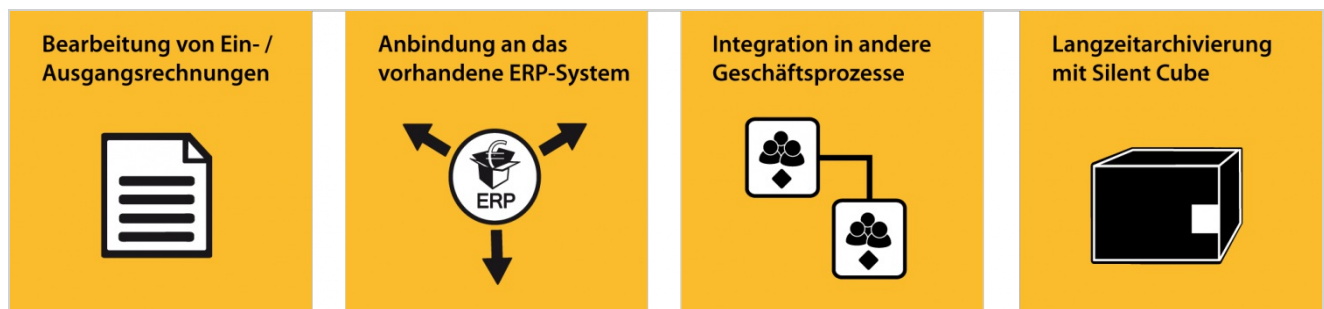 Bearbeitung von Ein- /
Ausgangsrechnungen
Anbindung an das
vorhandene ERP-System
ERP
Integration in andere
Geschäftsprozesse
Langzeitarchivierung
mit Silent Cube